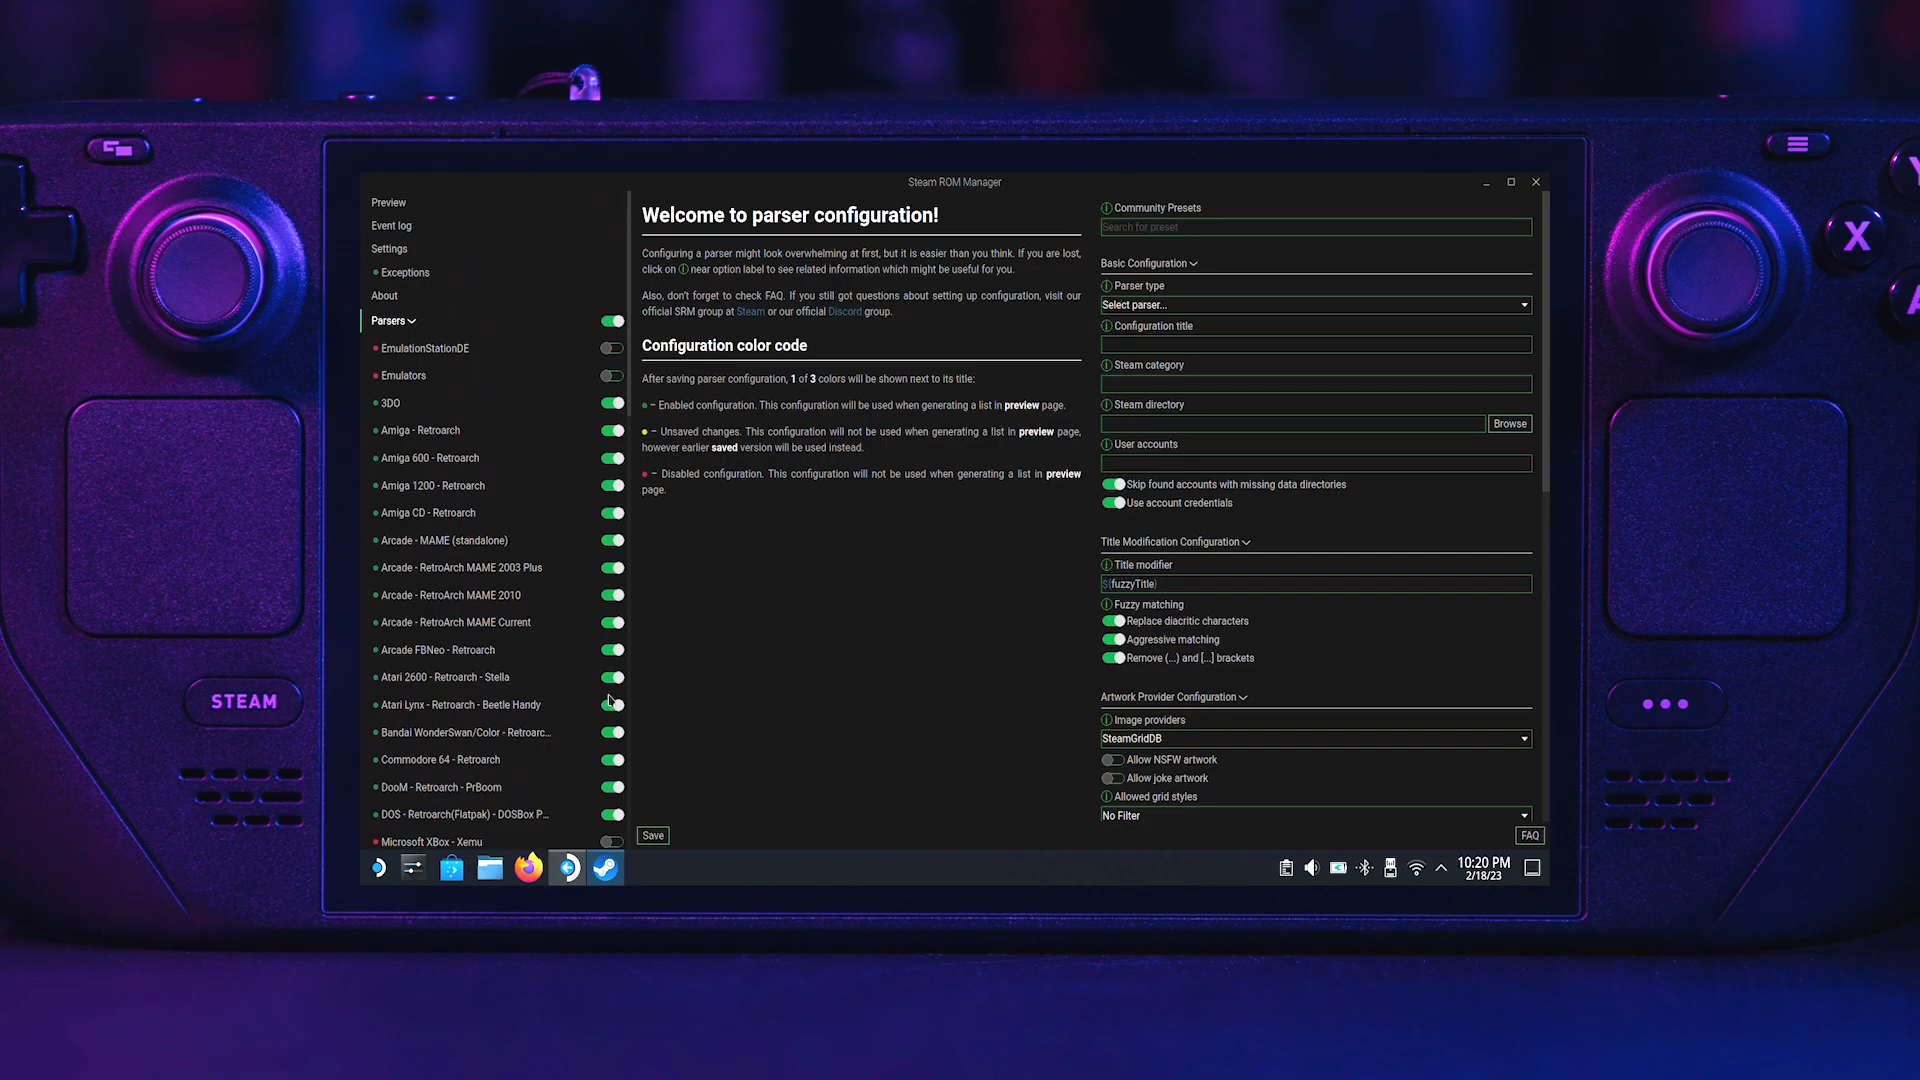 Steam ROM Manager
Preview
Event log
Settings
Exceptions
About
Parsers
EmulationStationDE
Emulators
3DO
Amiga - Retroarch
Amiga 600 - Retroarch
Amiga 1200 - Retroarch
Amiga CD - Retroarch
Arcade - MAME (standalone)
Arcade - RetroArch MAME 2003 Plus
Arcade - RetroArch MAME 2010
Arcade - RetroArch MAME Current
Arcade FBNeo - Retroarch
Atari 2600 - Retroarch - Stella
Atari Lynx - Retroarch - Beetle Handy
Bandai WonderSwan/Color - Retroarc...
Commodore 64 - Retroarch
DooM - Retroarch - PrBoom
DOS - Retroarch(Flatpak) - DOSBox P...
Microsoft XBox - Xemu
Welcome to parser configuration!
Configuring a parser might look overwhelming at first, but it is easier than you think. If you are lost,
click on ⓘ near option label to see related information which might be useful for you.
Also, don't forget to check FAQ. If you still got questions about setting up configuration, visit our
official SRM group at Steam or our official Discord group.
Configuration color code
After saving parser configuration, 1 of 3 colors will be shown next to its title:
– Enabled configuration. This configuration will be used when generating a list in preview page.
– Unsaved changes. This configuration will not be used when generating a list in preview page,
however earlier saved version will be used instead.
– Disabled configuration. This configuration will not be used when generating a list in preview
page.
Save
Community Presets
Search for preset
Basic Configuration
Parser type
Select parser...
Configuration title
Steam category
Steam directory
Browse
User accounts
Skip found accounts with missing data directories
Use account credentials
Title Modification Configuration
Title modifier
${fuzzyTitle}
Fuzzy matching
Replace diacritic characters
Aggressive matching
Remove (...) and [...] brackets
Artwork Provider Configuration
Image providers
SteamGridDB
Allow NSFW artwork
Allow joke artwork
Allowed grid styles
No Filter
FAQ
10:20 PM
2/18/23
STEAM
Y
X
A